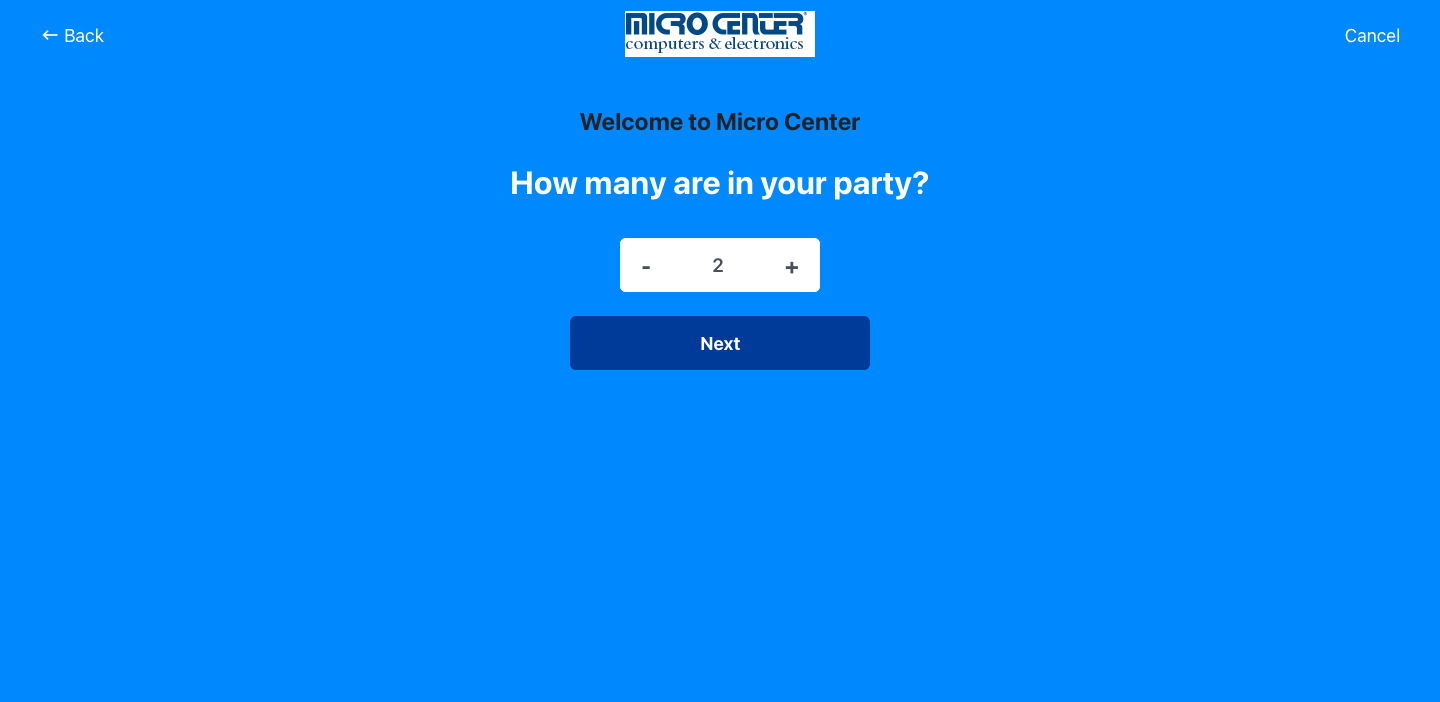 ← Back
MICRO CENTER
computers & electronics
Cancel
Welcome to Micro Center
How many are in your party?
- 2 +
Next